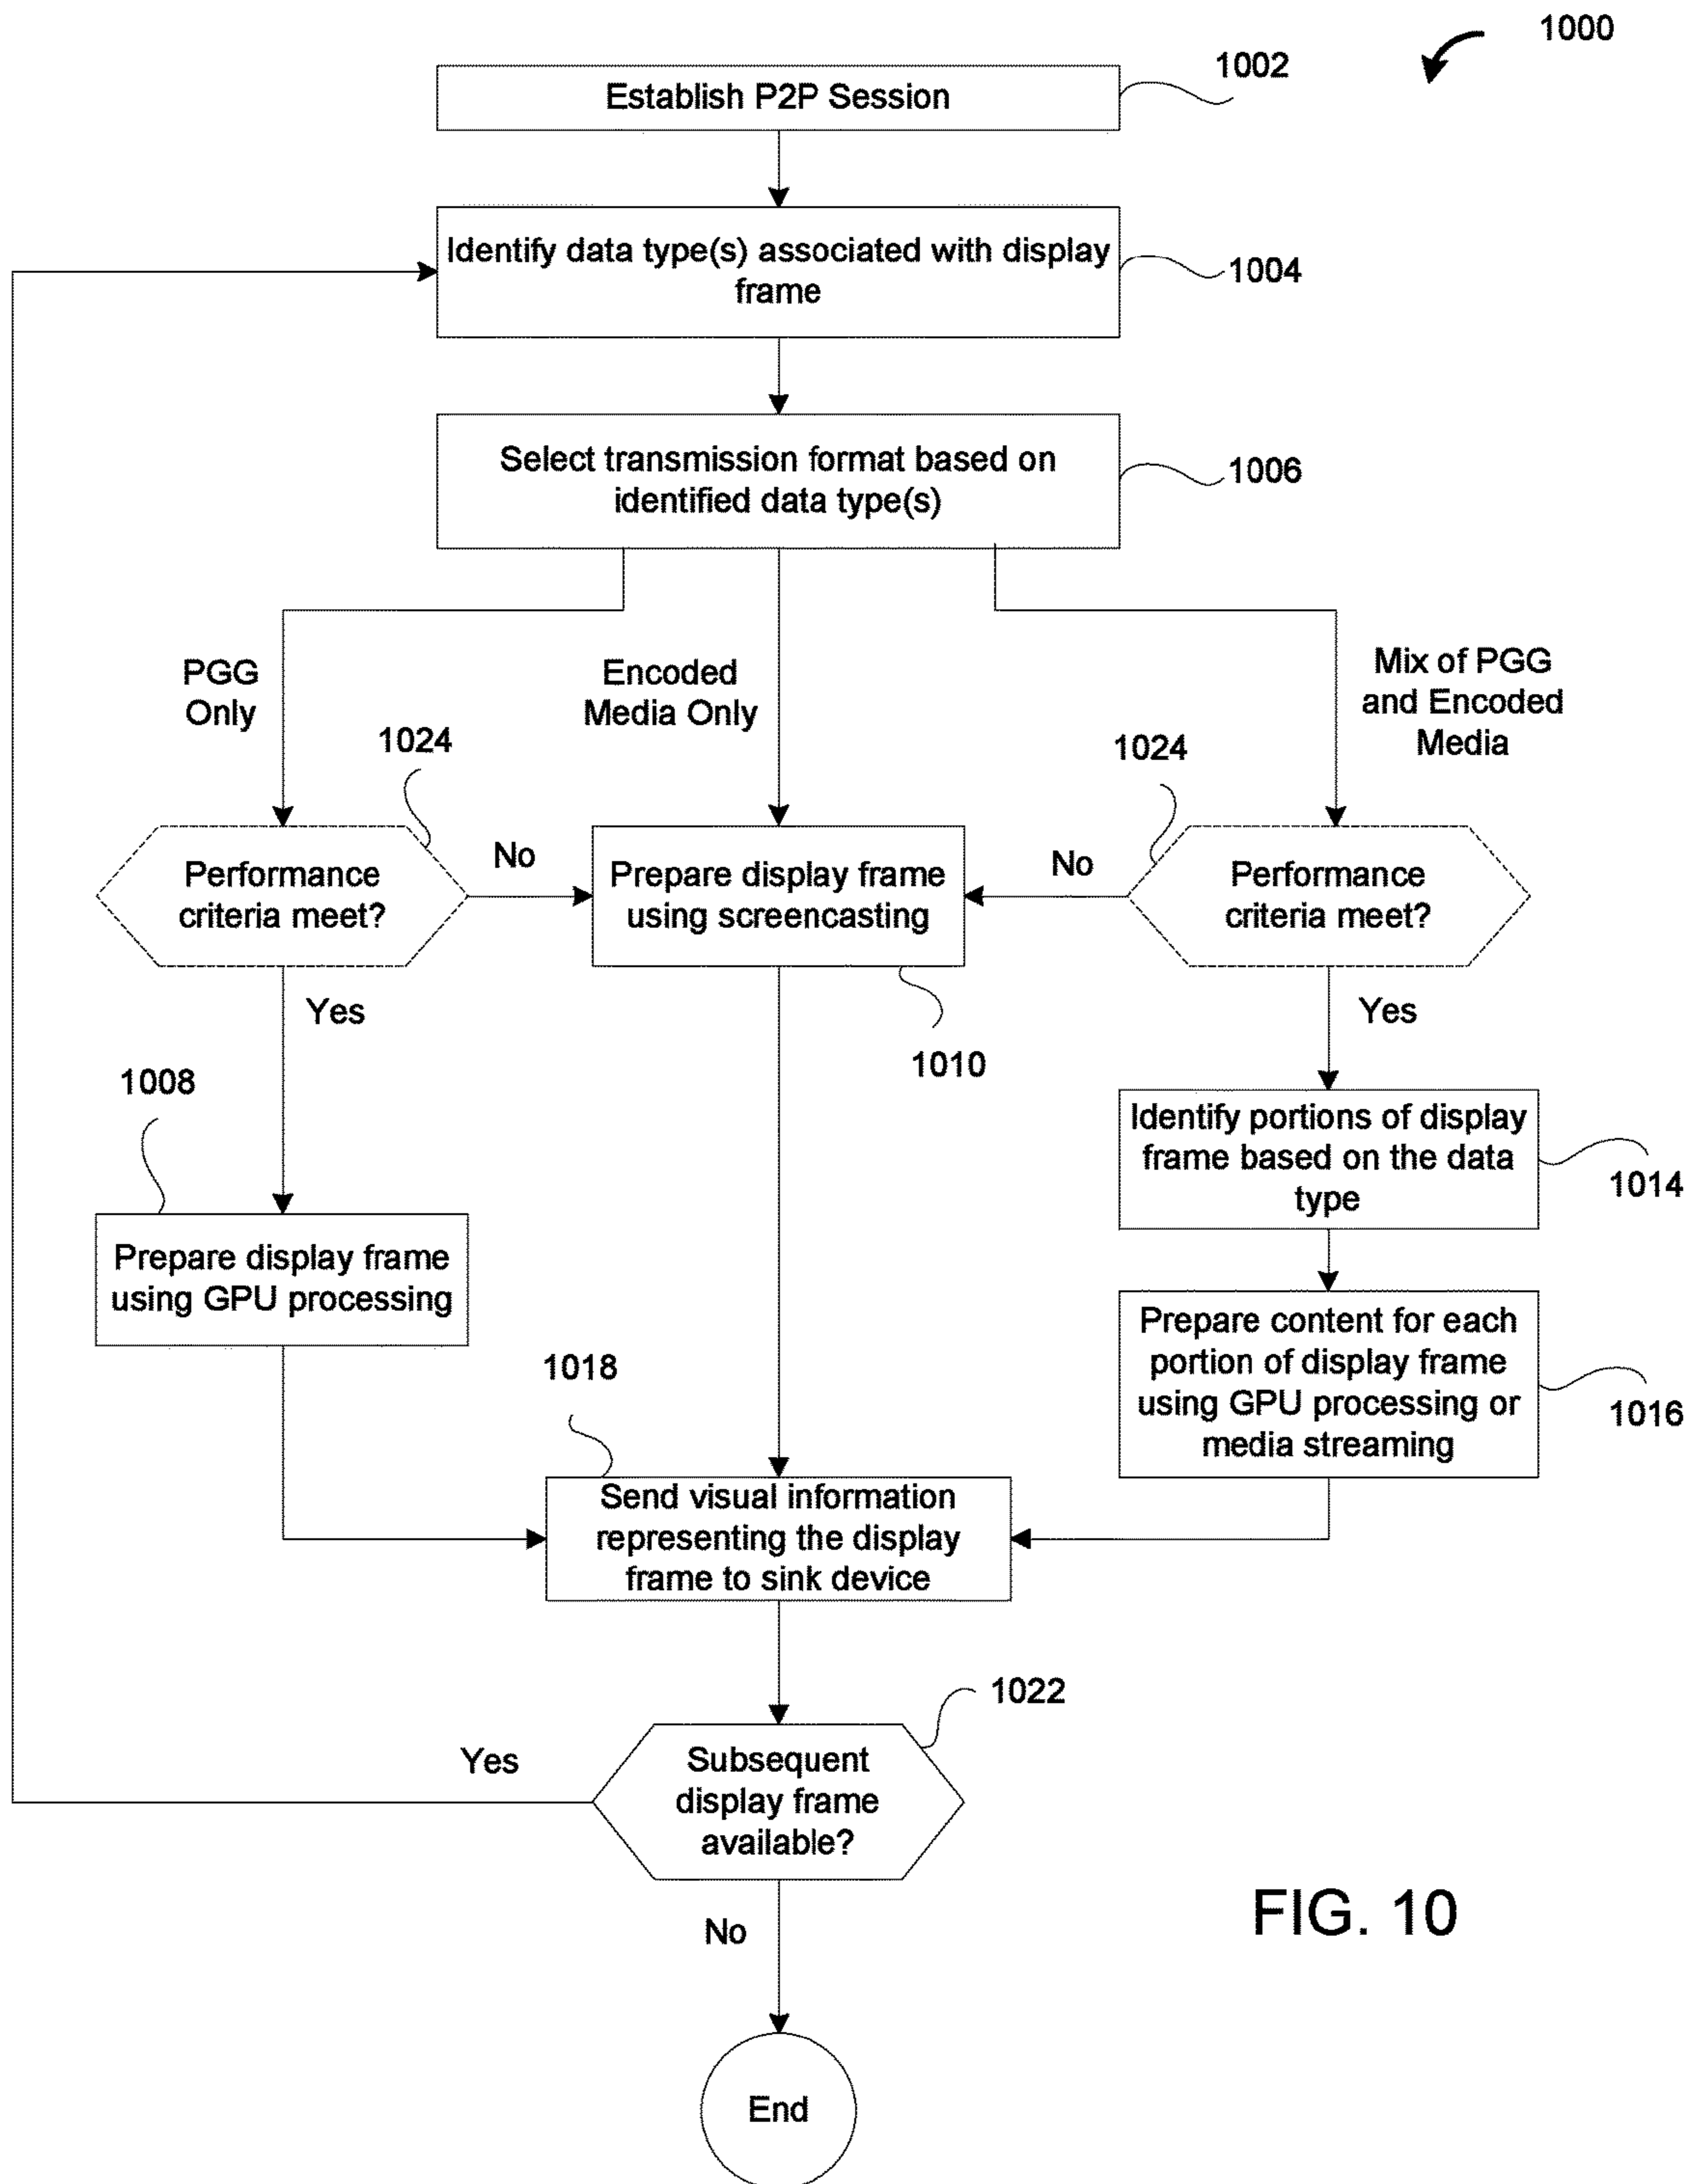 1000
Establish P2P Session
1002
Identify data type(s) associated with display
frame
1004
Select transmission format based on
identified data type(s)
1006
PGG
Only
Encoded
Media Only
Mix of PGG
and Encoded
Media
1024
1024
Performance
criteria meet?
No
Prepare display frame
using screencasting
No
Performance
criteria meet?
Yes
1010
Yes
1008
Identify portions of display
frame based on the data
type
1014
Prepare display frame
using GPU processing
Prepare content for each
portion of display frame
using GPU processing or
media streaming
1016
1018
Send visual information
representing the display
frame to sink device
1022
Yes
Subsequent
display frame
available?
No
FIG. 10
End